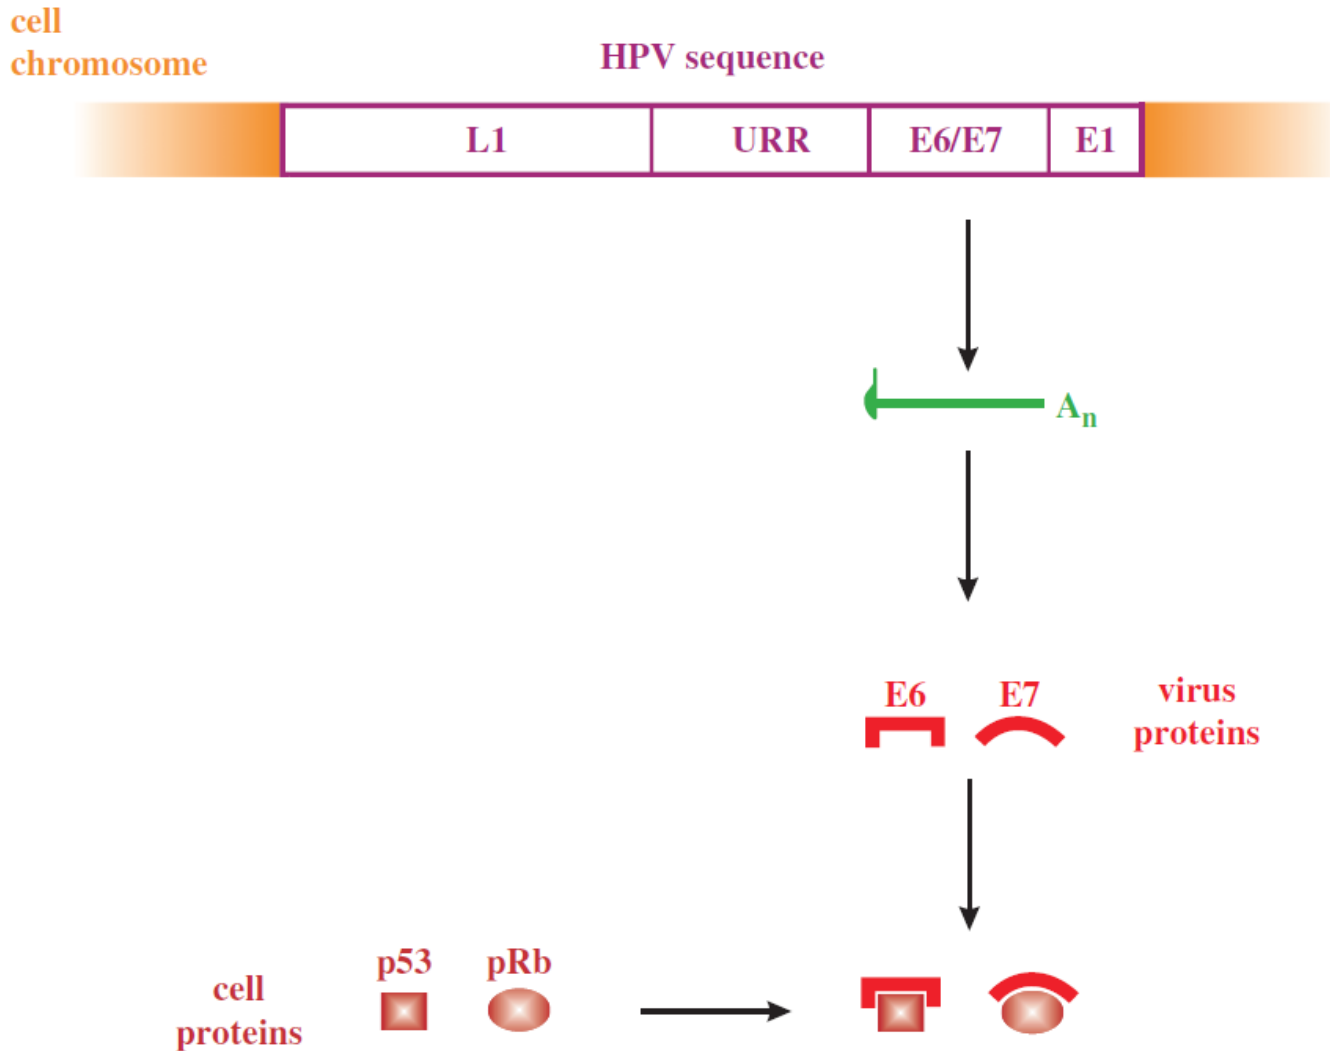 cell
chromosome
HPV sequence
L1 URR E6/E7 E1
An
E6 E7
virus
proteins
p53 pRb
cell
proteins